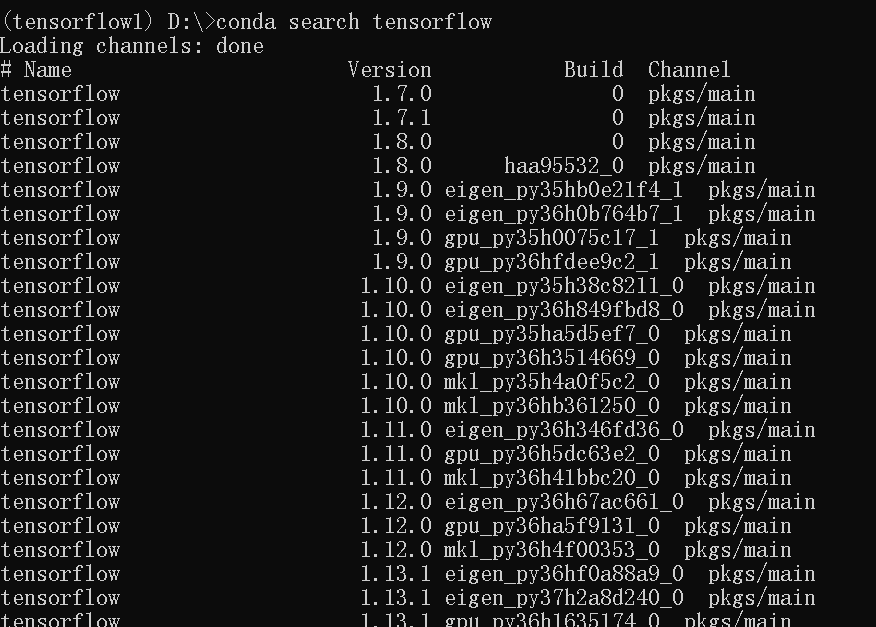 (tensorflow1) D:\>conda search tensorflow
Loading channels: done
# Name Version Build Channel
tensorflow 1.7.0 0 pkgs/main
tensorflow 1.7.1 0 pkgs/main
tensorflow 1.8.0 0 pkgs/main
tensorflow 1.8.0 haa95532_0 pkgs/main
tensorflow 1.9.0 eigen_py35hb0e21f4_1 pkgs/main
tensorflow 1.9.0 eigen_py36h0b764b7_1 pkgs/main
tensorflow 1.9.0 gpu_py35h0075c17_1 pkgs/main
tensorflow 1.9.0 gpu_py36hfdee9c2_1 pkgs/main
tensorflow 1.10.0 eigen_py35h38c8211_0 pkgs/main
tensorflow 1.10.0 eigen_py36h849fbd8_0 pkgs/main
tensorflow 1.10.0 gpu_py35ha5d5ef7_0 pkgs/main
tensorflow 1.10.0 gpu_py36h3514669_0 pkgs/main
tensorflow 1.10.0 mkl_py35h4a0f5c2_0 pkgs/main
tensorflow 1.10.0 mkl_py36hb361250_0 pkgs/main
tensorflow 1.11.0 eigen_py36h346fd36_0 pkgs/main
tensorflow 1.11.0 gpu_py36h5dc63e2_0 pkgs/main
tensorflow 1.11.0 mkl_py36h41bbc20_0 pkgs/main
tensorflow 1.12.0 eigen_py36h67ac661_0 pkgs/main
tensorflow 1.12.0 gpu_py36ha5f9131_0 pkgs/main
tensorflow 1.12.0 mkl_py36h4f00353_0 pkgs/main
tensorflow 1.13.1 eigen_py36hf0a88a9_0 pkgs/main
tensorflow 1.13.1 eigen_py37h2a8d240_0 pkgs/main
tensorflow 1.13.1 gpu_py36h1635174_0 pkgs/main